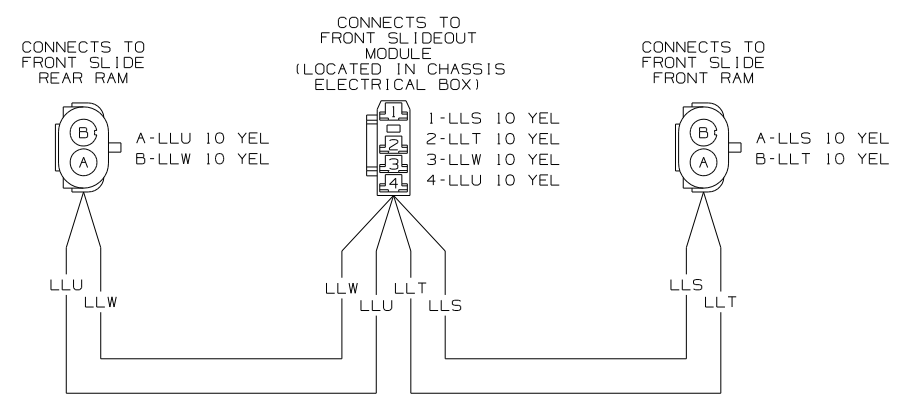 CONNECTS TO
FRONT SLIDE
REAR RAM
B
A
A-LLU 10 YEL
B-LLW 10 YEL
CONNECTS TO
FRONT SLIDEOUT
MODULE
(LOCATED IN CHASSIS
ELECTRICAL BOX)
1
2
3
4
1-LLS 10 YEL
2-LLT 10 YEL
3-LLW 10 YEL
4-LLU 10 YEL
CONNECTS TO
FRONT SLIDE
FRONT RAM
B
A
A-LLS 10 YEL
B-LLT 10 YEL
LLU
LLW
LLW
LLU
LLT
LLS
LLS
LLT